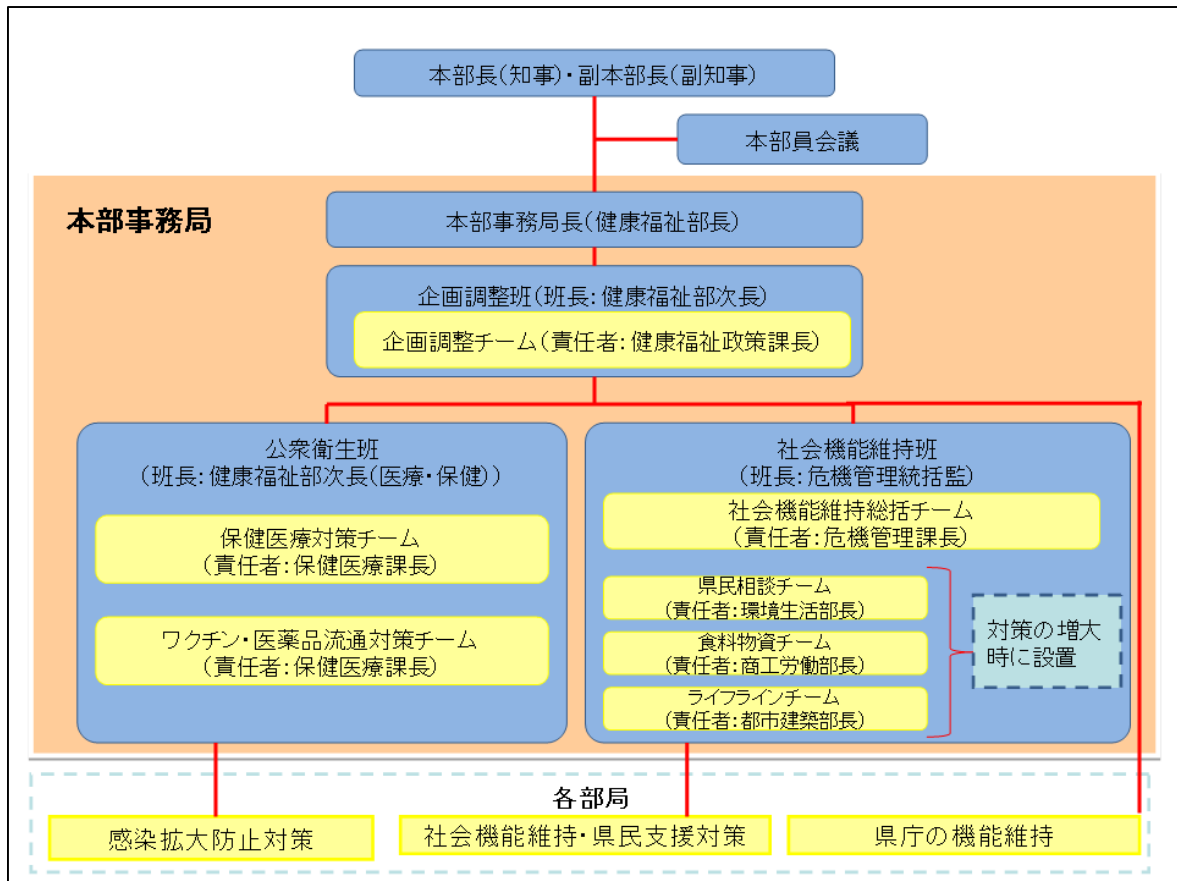 本部長(知事)・副本部長(副知事)
本部員会議
本部事務局
本部事務局長(健康福祉部長)
企画調整班(班長:健康福祉部次長)
企画調整チーム(責任者:健康福祉政策課長)
公衆衛生班
(班長:健康福祉部次長(医療・保健))
保健医療対策チーム
(責任者:保健医療課長)
ワクチン・医薬品流通対策チーム
(責任者:保健医療課長)
社会機能維持班
(班長:危機管理統括監)
社会機能維持総括チーム
(責任者:危機管理課長)
県民相談チーム
(責任者:環境生活部長)
食料物資チーム
(責任者:商工労働部長)
ライフラインチーム
(責任者:都市建築部長)
対策の増大
時に設置
各部局
感染拡大防止対策
社会機能維持・県民支援対策
県庁の機能維持